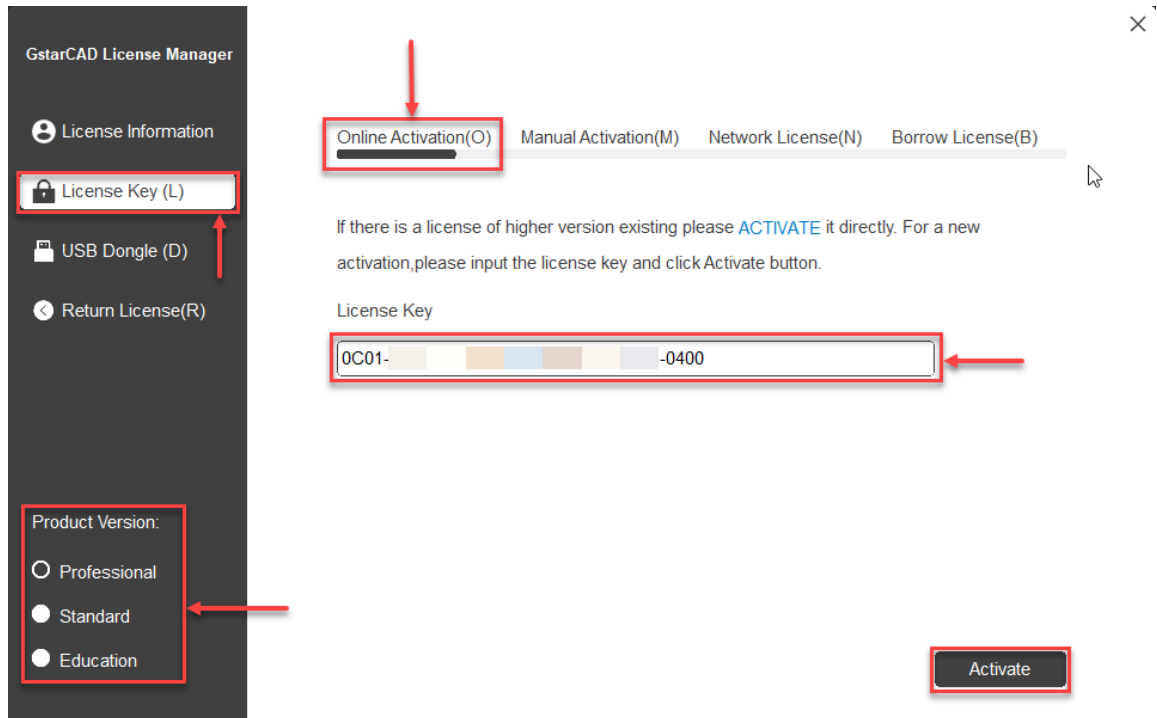 GstarCAD License Manager
License Information
License Key (L)
USB Dongle (D)
Return License(R)
Product Version:
Professional
Standard
Education
Online Activation(O) Manual Activation(M) Network License(N) Borrow License(B)
If there is a license of higher version existing please ACTIVATE it directly. For a new
activation,please input the license key and click Activate button.
License Key
0C01- -0400
Activate